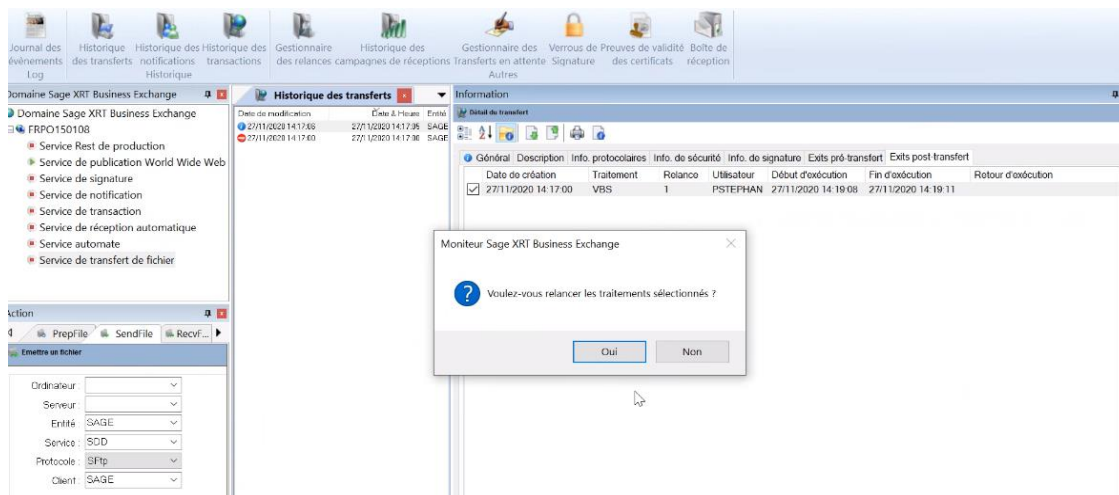 Journal des évènements
Log
Historique des transferts
Historique des notifications
Historique des transactions
Historique
Gestionnaire des relances
Historique des campagnes de réceptions
Gestionnaire des Transferts en attente
Verrous de Signature
Preuves de validité des certificats
Boîte de réception
Autres
Domaine Sage XRT Business Exchange
Domaine Sage XRT Business Exchange
FRPO150108
Service Rest de production
Service de publication World Wide Web
Service de signature
Service de notification
Service de transaction
Service de réception automatique
Service automate
Service de transfert de fichier
Action
PrepFile SendFile RecvF...
Emettre un fichier
Ordinateur :
Serveur :
Entité SAGE
Service : SDD
Protocole : SFtp
Client : SAGE
Historique des transferts
Date de modification Date & Heure Entité
27/11/2020 14:17:06 27/11/2020 14:17:05 SAGE
27/11/2020 14:17:00 27/11/2020 14:17:00 SAGE
Information
Détail de transfert
Général Description Info. protocolaires Info. de sécurité Info. de signature Exits pré-transfert Exits post-transfert
Date de création Traitement Relance Utilisateur Début d'exécution Fin d'exécution Retour d'exécution
27/11/2020 14:17:00 VBS 1 PSTEPHAN 27/11/2020 14:19:08 27/11/2020 14:19:11
Moniteur Sage XRT Business Exchange
Voulez-vous relancer les traitements sélectionnés ?
Oui Non